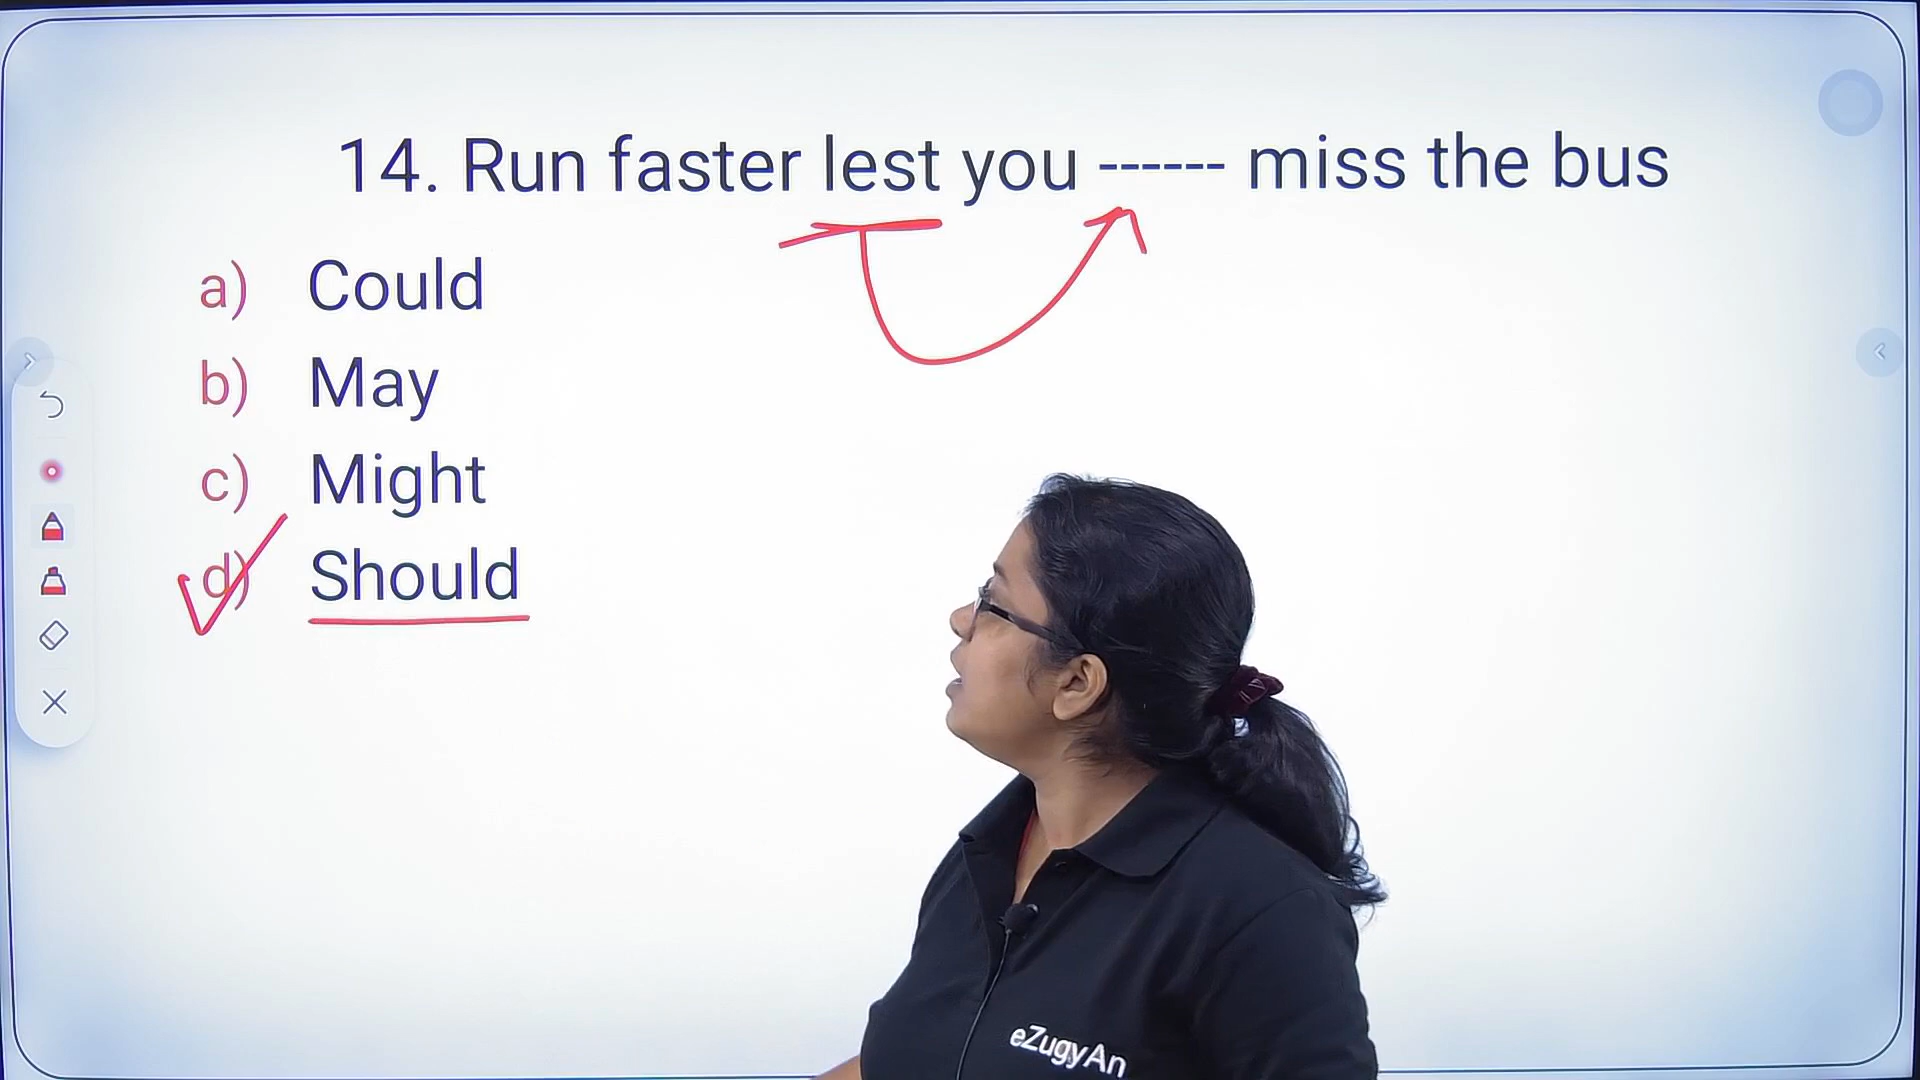 14. Run faster lest you ------ miss the bus
a) Could
b) May
c) Might
d) Should
eZugyAn